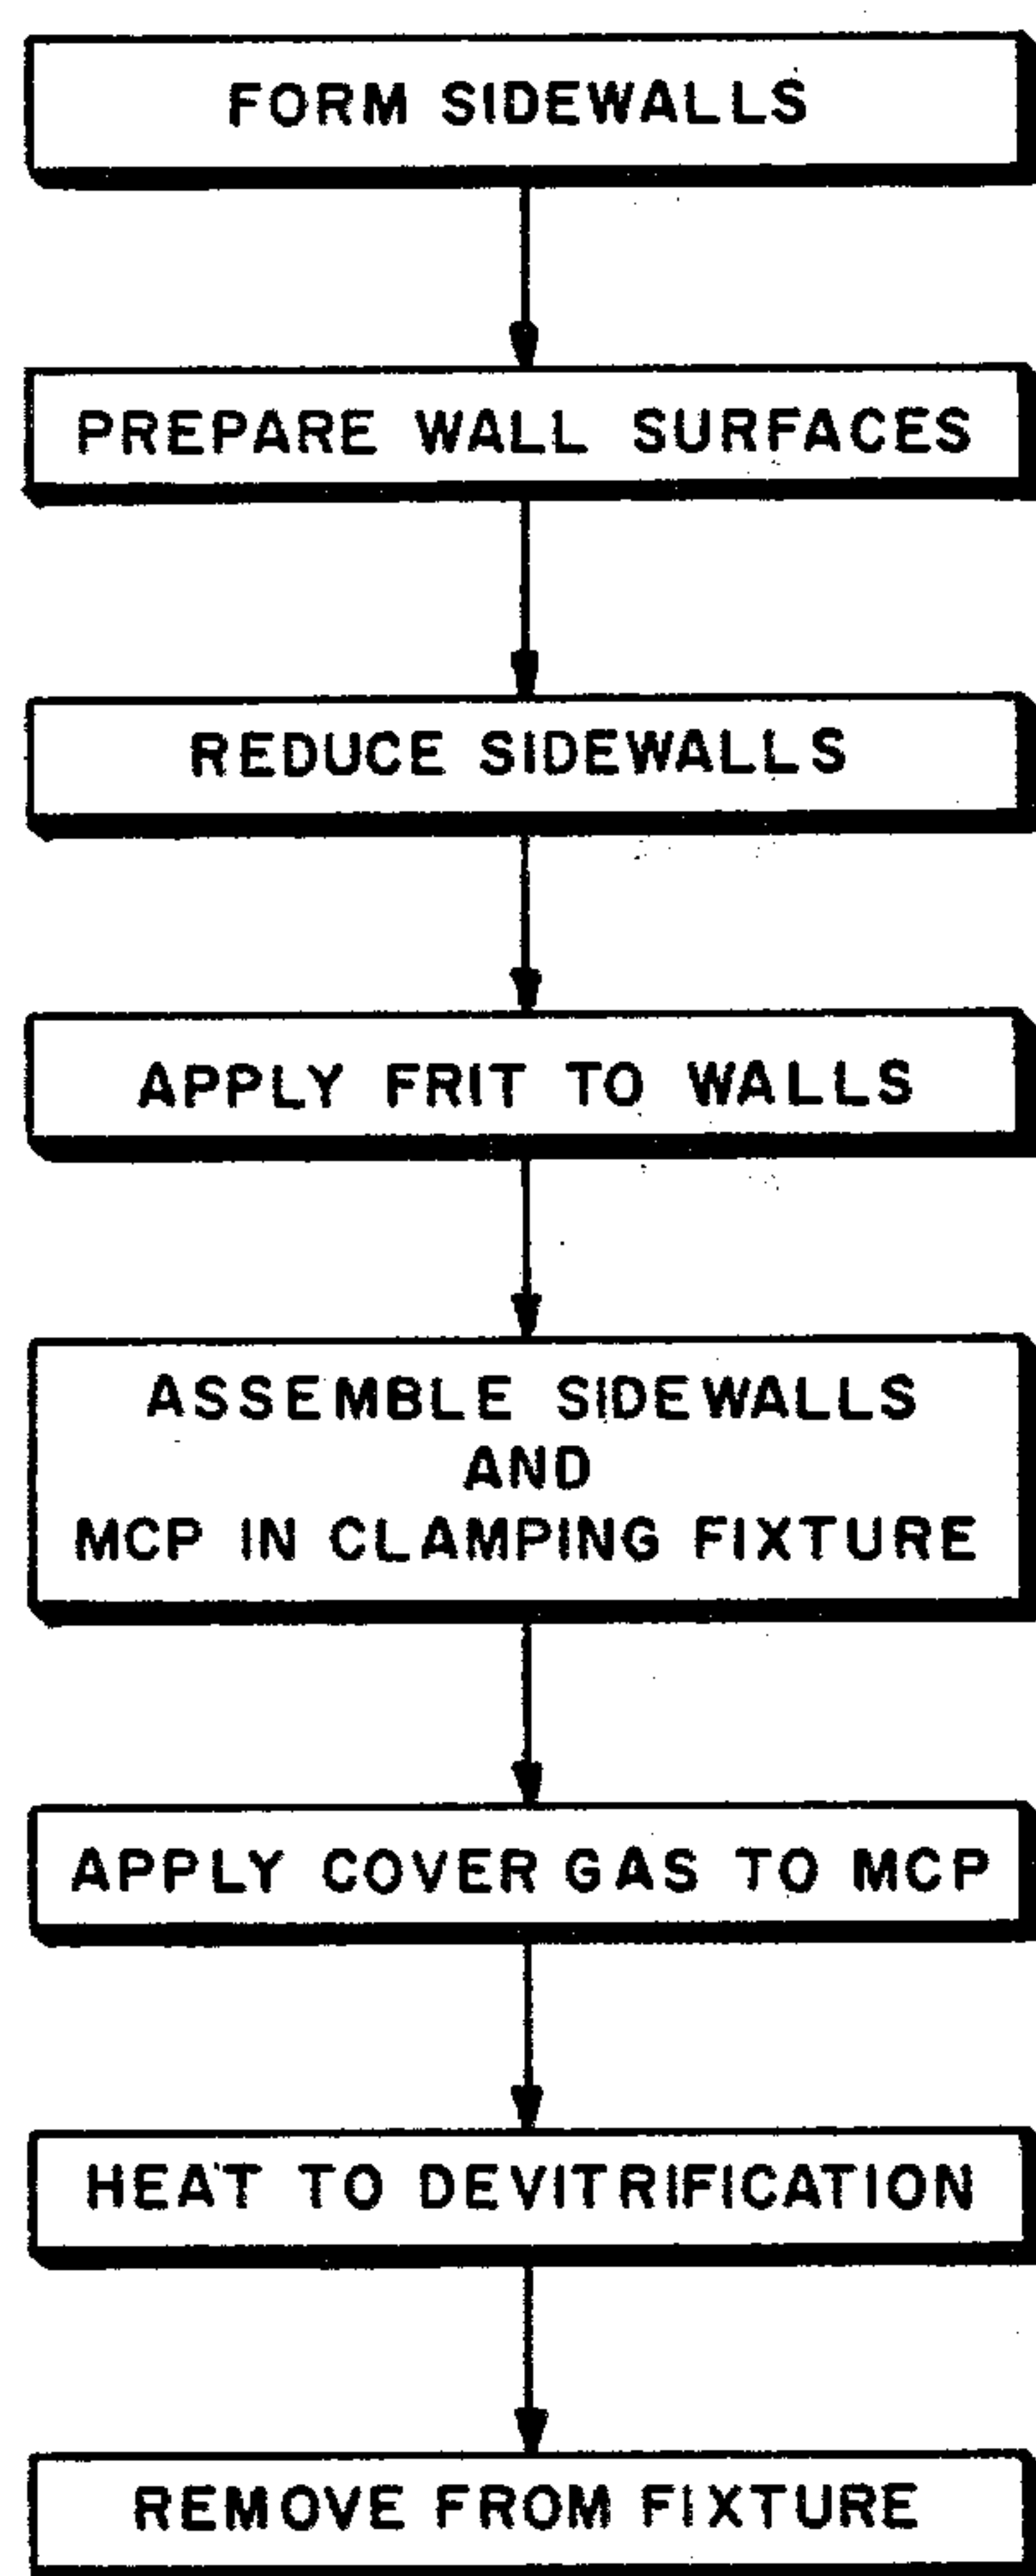 FORM SIDEWALLS
PREPARE WALL SURFACES
REDUCE SIDEWALLS
APPLY FRIT TO WALLS
ASSEMBLE SIDEWALLS
AND
MCP IN CLAMPING FIXTURE
APPLY COVER GAS TO MCP
HEAT TO DEVITRIFICATION
REMOVE FROM FIXTURE